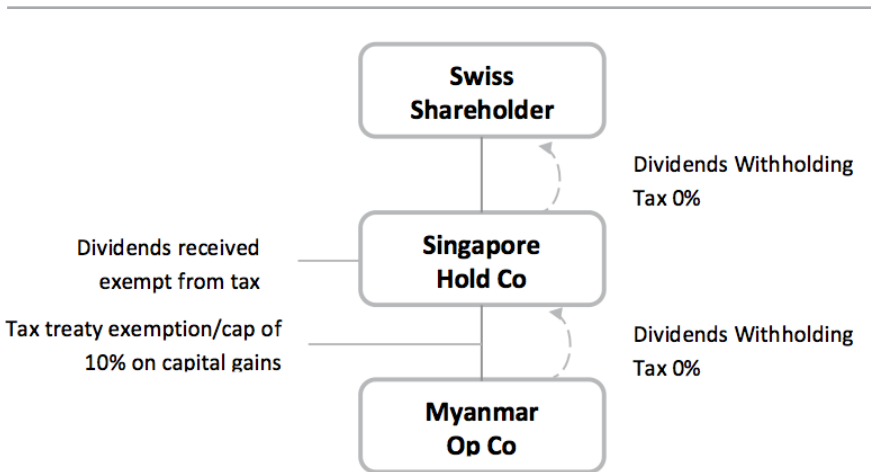 Swiss
Shareholder
Dividends Withholding
Tax 0%
Dividends received
exempt from tax
Singapore
Hold Co
Tax treaty exemption/cap of
10% on capital gains
Dividends Withholding
Tax 0%
Myanmar
Op Co